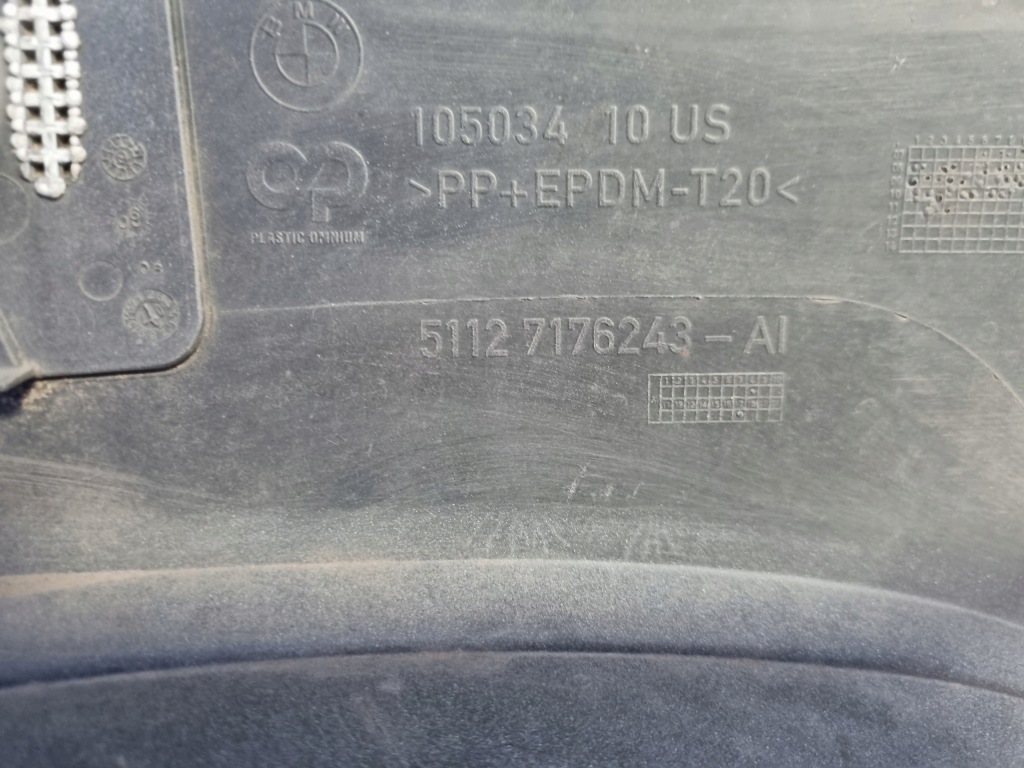 BMW
105034 10 US
>PP+EPDM-T20<
PLASTIC OMNIUM
5112 7176243 - AI